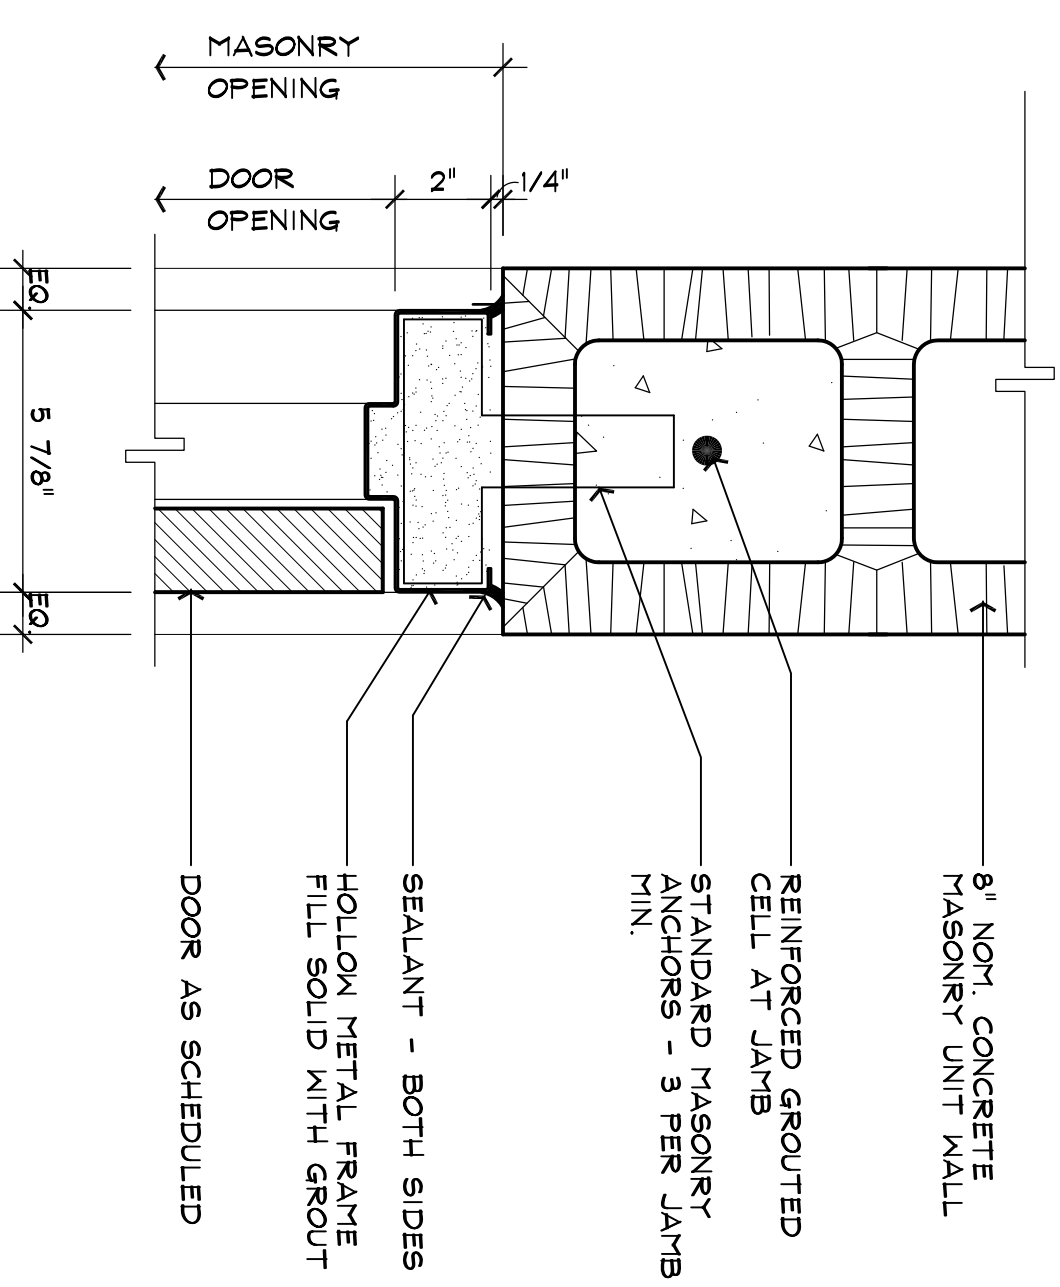 MASONRY
OPENING
DOOR
OPENING
2"
1/4"
EQ.
5 7/8"
EQ.
8" NOM. CONCRETE
MASONRY UNIT WALL
REINFORCED GROUTED
CELL AT JAMB
STANDARD MASONRY
ANCHORS - 3 PER JAMB
MIN.
SEALANT - BOTH SIDES
HOLLOW METAL FRAME
FILL SOLID WITH GROUT
DOOR AS SCHEDULED